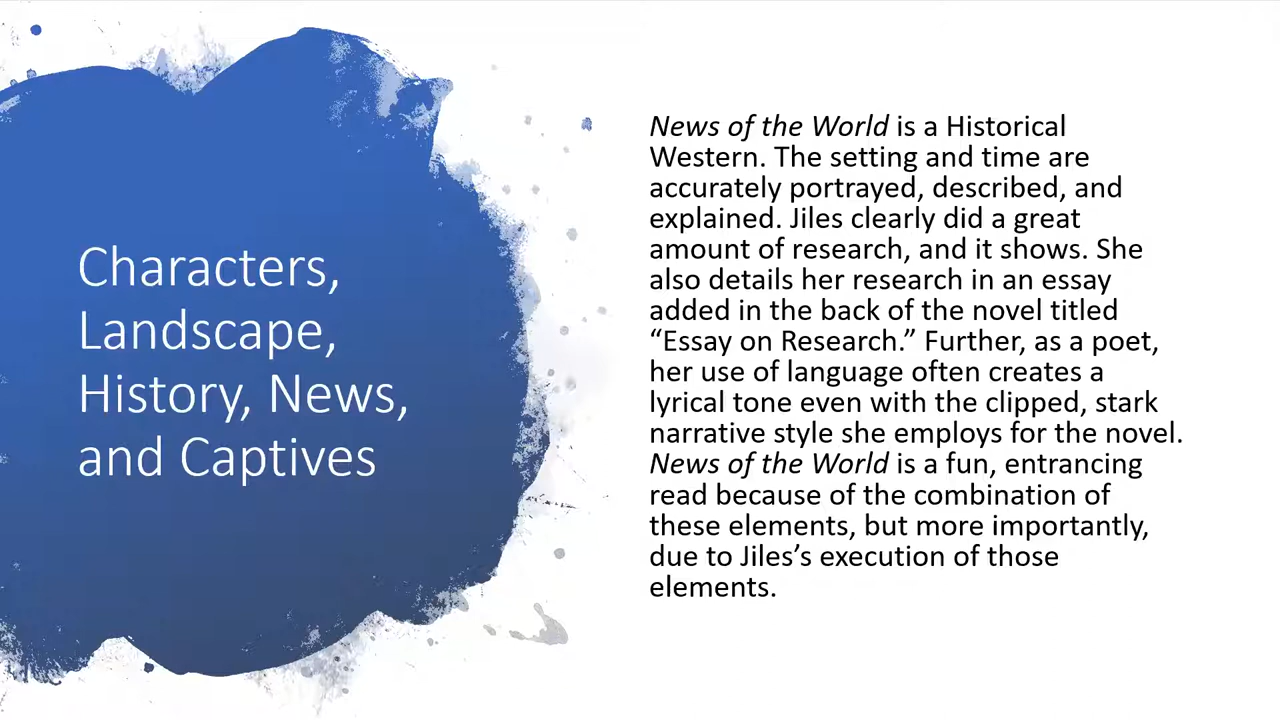 Characters,
Landscape,
History, News,
and Captives
News of the World is a Historical
Western. The setting and time are
accurately portrayed, described, and
explained. Jiles clearly did a great
amount of research, and it shows. She
also details her research in an essay
added in the back of the novel titled
“Essay on Research.” Further, as a poet,
her use of language often creates a
lyrical tone even with the clipped, stark
narrative style she employs for the novel.
News of the World is a fun, entrancing
read because of the combination of
these elements, but more importantly,
due to Jiles’s execution of those
elements.